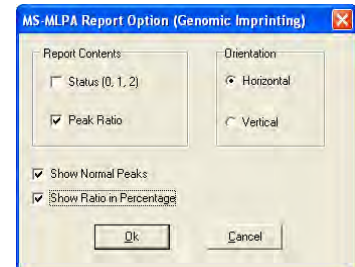 MS-MLPA Report Option (Genomic Imprinting)
Report Contents
Status (0, 1, 2)
Peak Ratio
Orientation
Horizontal
Vertical
Show Normal Peaks
Show Ratio in Percentage
Ok
Cancel